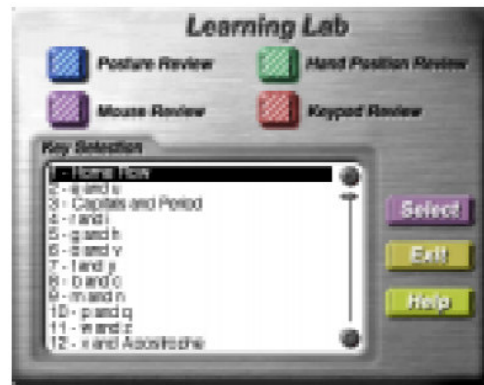 Learning Lab
Posture Review
Hand Position Review
Mouse Review
Keypad Review
Key Selection
1 - Home Row
2 - e and u
3 - Capitals and Period
4 - r and i
5 - g and h
6 - and v
7 - t and y
8 - b and c
9 - m and n
10 - p and q
11 - w and z
12 - x and Apostrophe
Select
Exit
Help